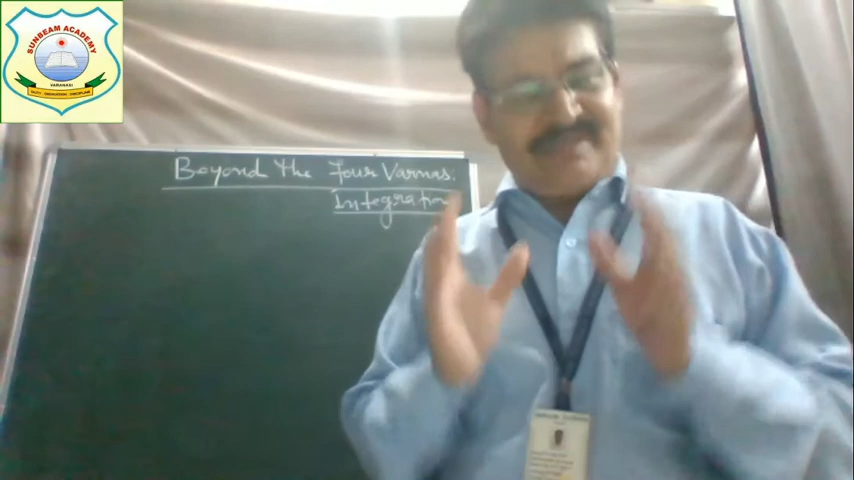 SUNBEAM ACADEMY
VARANASI
Beyond the Four Varnas:
Integration